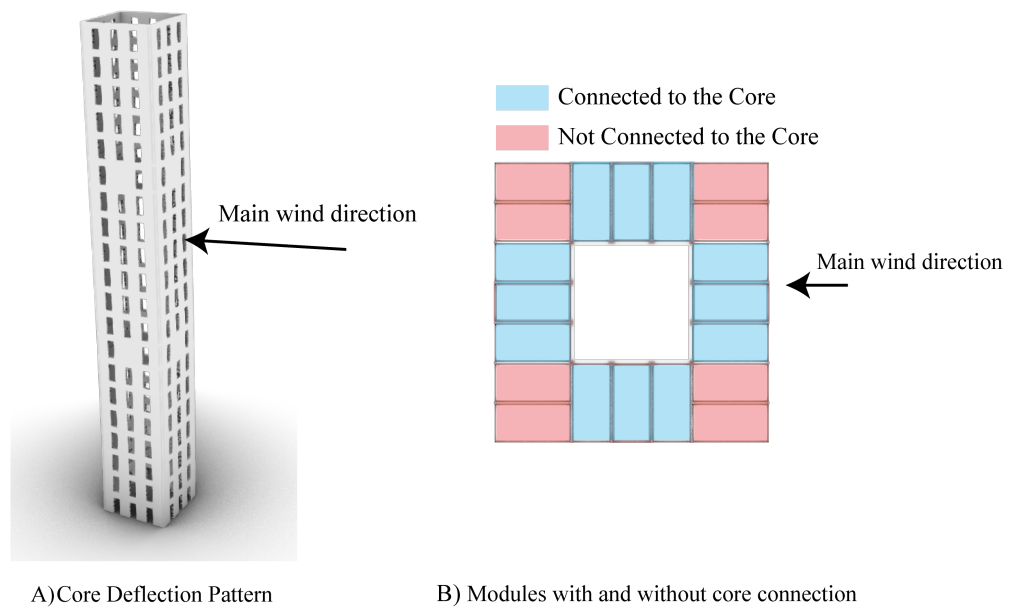 Connected to the Core
Not Connected to the Core
Main wind direction
Main wind direction
A)Core Deflection Pattern
B) Modules with and without core connection